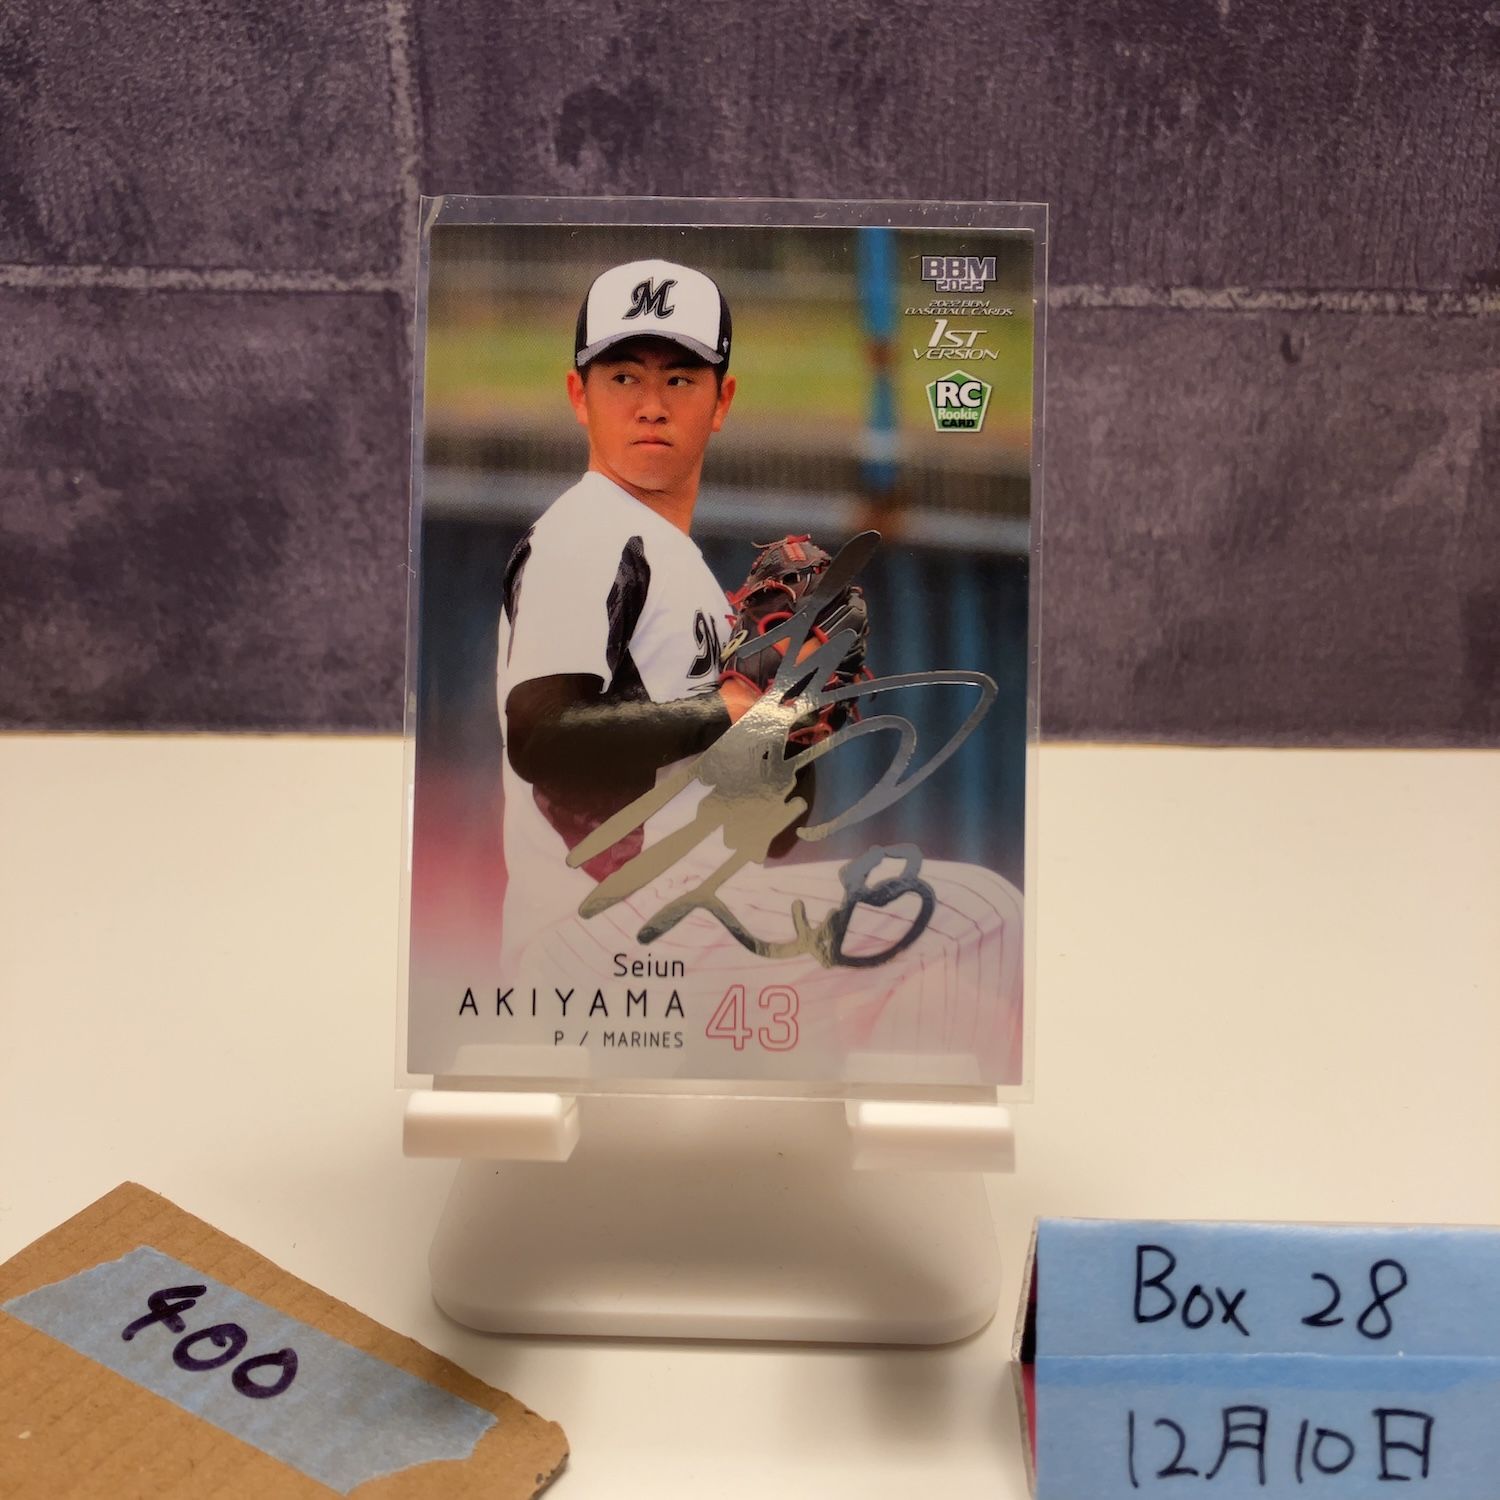 M
BBM
2022
2022 BBM
BASEBALL CARDS
1ST
VERSION
RC
Rookie
CARD
M
Seiun
AKIYAMA 43
P / MARINES
400
Box 28
12月10日